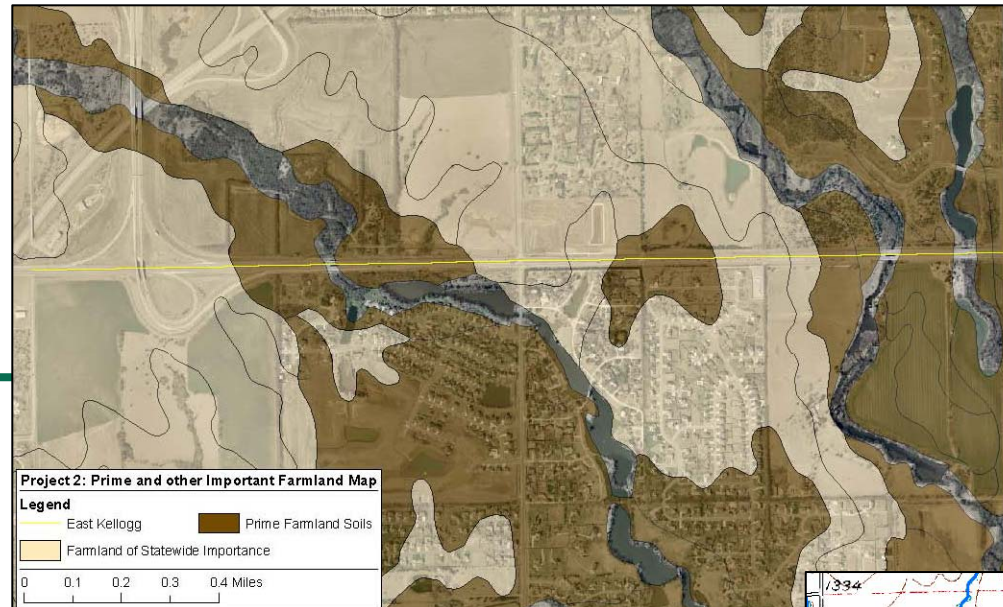 Project 2: Prime and other Important Farmland Map
Legend
East Kellogg
Prime Farmland Soils
Farmland of Statewide Importance
0 0.1 0.2 0.3 0.4 Miles
1334